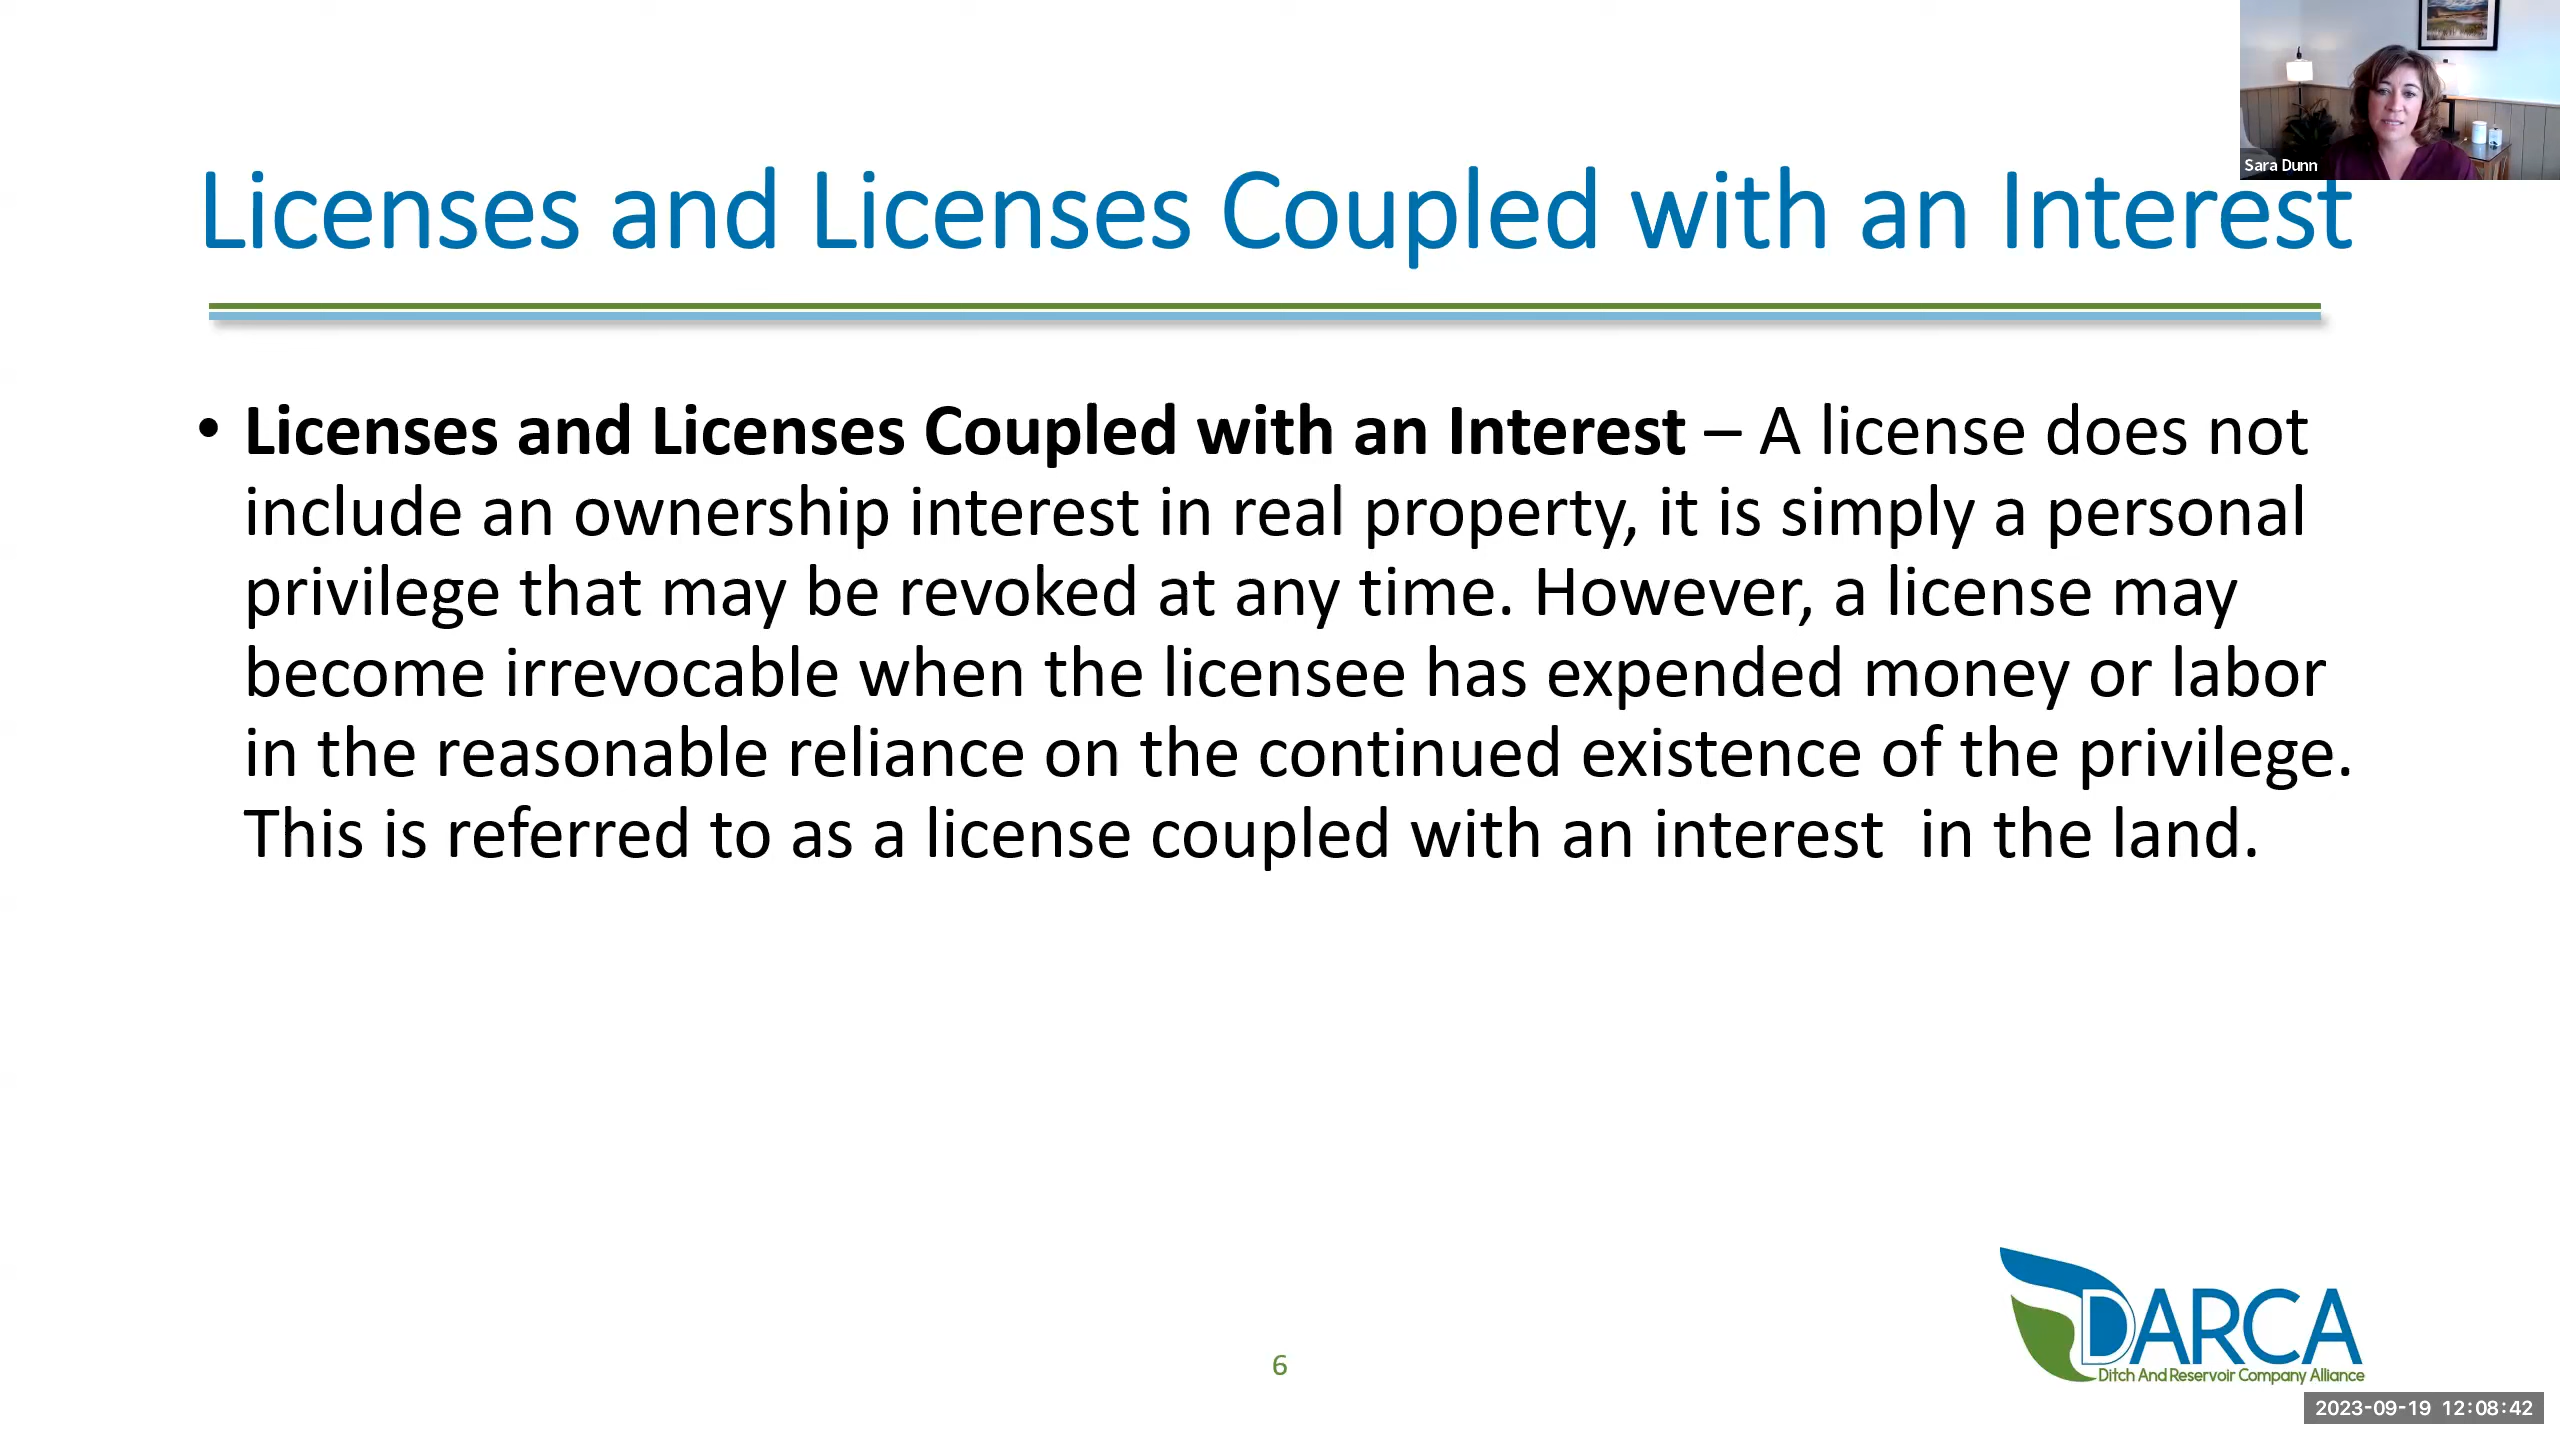 Sara Dunn
Licenses and Licenses Coupled with an Interest
• Licenses and Licenses Coupled with an Interest – A license does not
include an ownership interest in real property, it is simply a personal
privilege that may be revoked at any time. However, a license may
become irrevocable when the licensee has expended money or labor
in the reasonable reliance on the continued existence of the privilege.
This is referred to as a license coupled with an interest  in the land.
DARCA
Ditch And Reservoir Company Alliance
6
2023-09-19 12:08:42